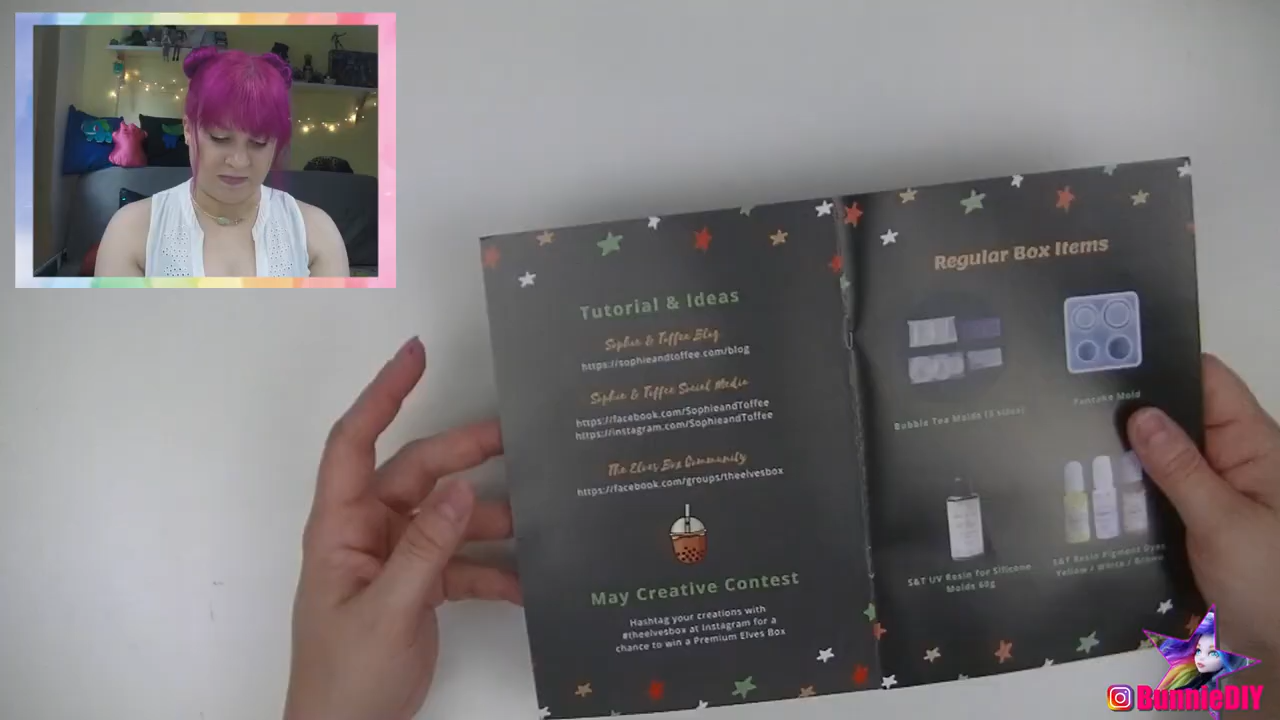 Tutorial & Ideas
Sophie & Toffee Blog
https://sophieandtoffee.com/blog
Sophie & Toffee Social Media
https://facebook.com/SophieandToffee
https://instagram.com/SophieandToffee
The Elves Box Community
https://facebook.com/groups/theelvesbox
May Creative Contest
Hashtag your creations with
#theelvesbox at Instagram for a
chance to win a Premium Elves Box
Regular Box Items
Bubble Tea Molds (3 sizes)
Pancake Mold
S&T UV Resin for Silicone
Molds 60g
S&T Resin Pigment Dyes
Yellow / White / Brown
BunnieDIY